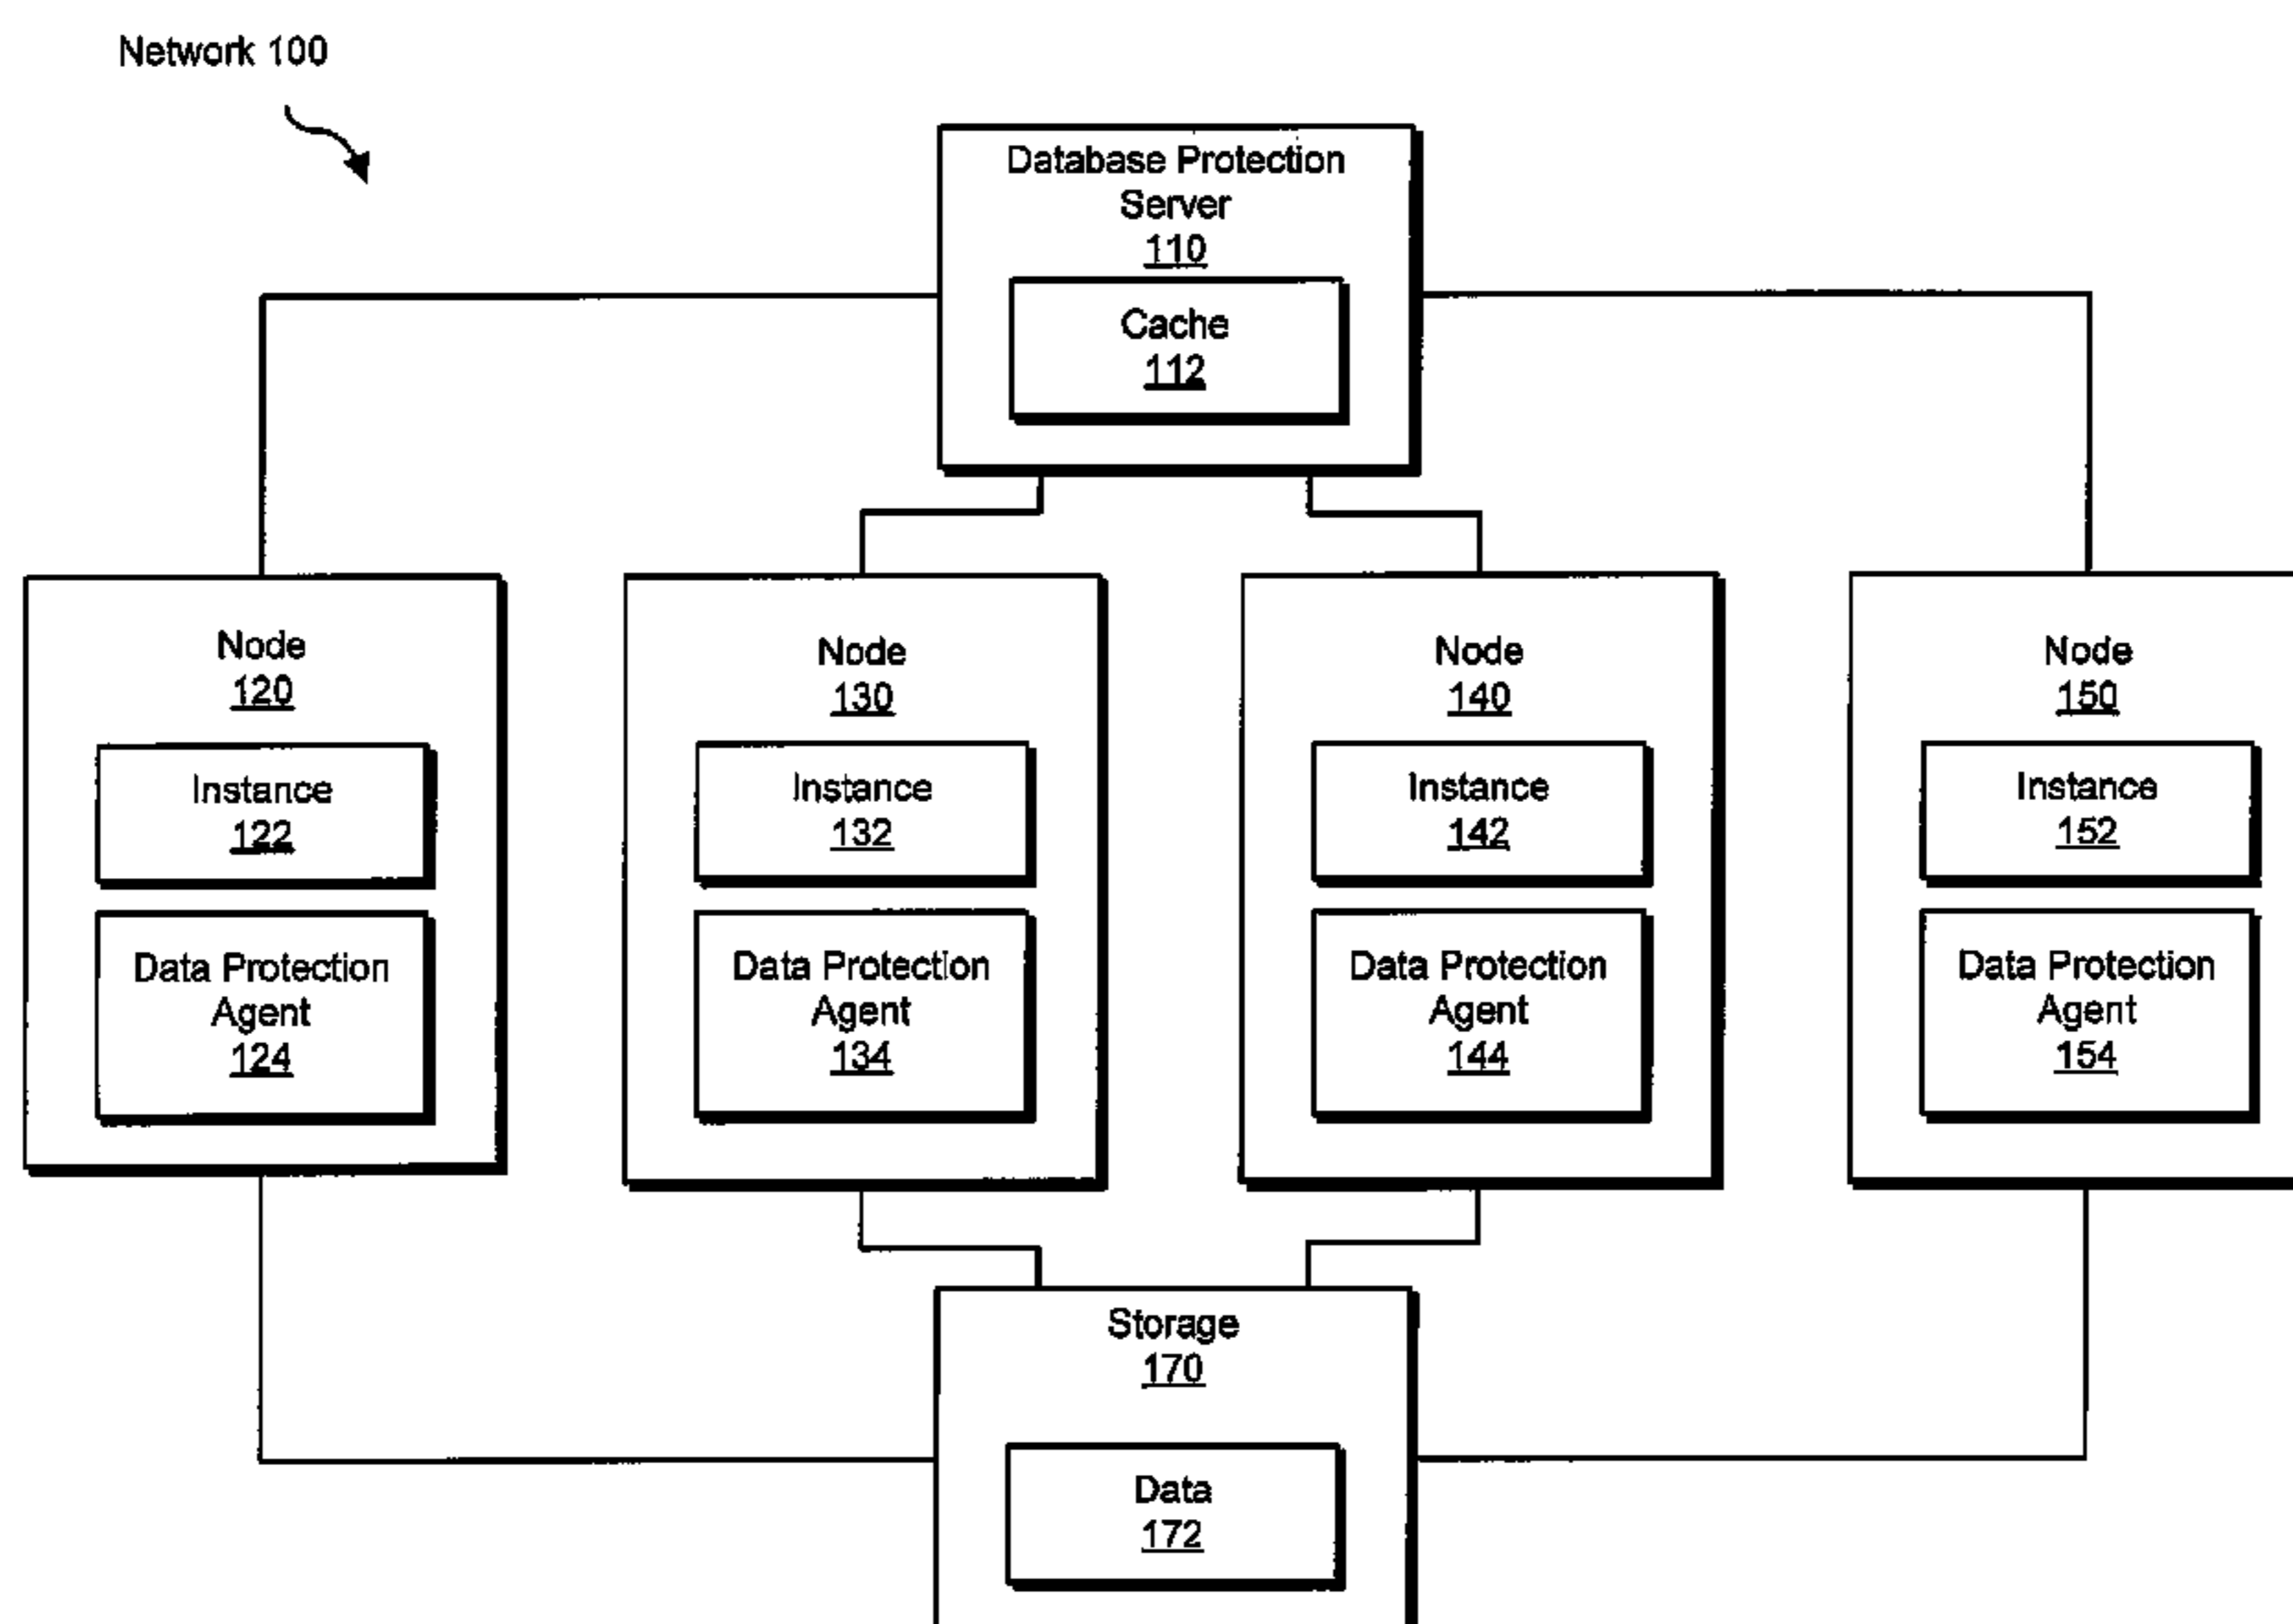 Network 100
Database Protection
Server
110
Cache
112
Node
120
Instance
122
Data Protection
Agent
124
Node
130
Instance
132
Data Protection
Agent
134
Node
140
Instance
142
Data Protection
Agent
144
Node
150
Instance
152
Data Protection
Agent
154
Storage
170
Data
172